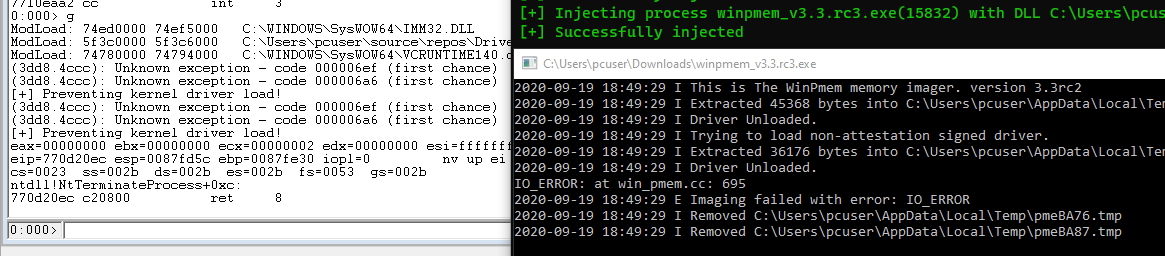 7710eaa2 cc              int     3
0:000> g
ModLoad: 74ed0000 74ef5000   C:\WINDOWS\SysWOW64\IMM32.DLL
ModLoad: 5f3c0000 5f3c6000   C:\Users\pcuser\source\repos\Drive
ModLoad: 74780000 74794000   C:\WINDOWS\SysWOW64\VCRUNTIME140.d
(3dd8.4ccc): Unknown exception - code 000006ef (first chance)
(3dd8.4ccc): Unknown exception - code 000006a6 (first chance)
[+] Preventing kernel driver load!
(3dd8.4ccc): Unknown exception - code 000006ef (first chance)
(3dd8.4ccc): Unknown exception - code 000006a6 (first chance)
[+] Preventing kernel driver load!
eax=00000000 ebx=00000000 ecx=00000002 edx=00000000 esi=fffffff
eip=770d20ec esp=0087fd5c ebp=0087fe30 iopl=0         nv up ei
cs=0023  ss=002b  ds=002b  es=002b  fs=0053  gs=002b
ntdll!NtTerminateProcess+0xc:
770d20ec c20800          ret     8
0:000>
[+] Injecting process winpmem_v3.3.rc3.exe(15832) with DLL C:\Users\pcus
[+] Successfully injected
C:\Users\pcuser\Downloads\winpmem_v3.3.rc3.exe
2020-09-19 18:49:29 I This is The WinPmem memory imager. version 3.3rc2
2020-09-19 18:49:29 I Extracted 45368 bytes into C:\Users\pcuser\AppData\Local\Temp
2020-09-19 18:49:29 I Driver Unloaded.
2020-09-19 18:49:29 I Trying to load non-attestation signed driver.
2020-09-19 18:49:29 I Extracted 36176 bytes into C:\Users\pcuser\AppData\Local\Temp
2020-09-19 18:49:29 I Driver Unloaded.
IO_ERROR: at win_pmem.cc: 695
2020-09-19 18:49:29 E Imaging failed with error: IO_ERROR
2020-09-19 18:49:29 I Removed C:\Users\pcuser\AppData\Local\Temp\pmeBA76.tmp
2020-09-19 18:49:29 I Removed C:\Users\pcuser\AppData\Local\Temp\pmeBA87.tmp